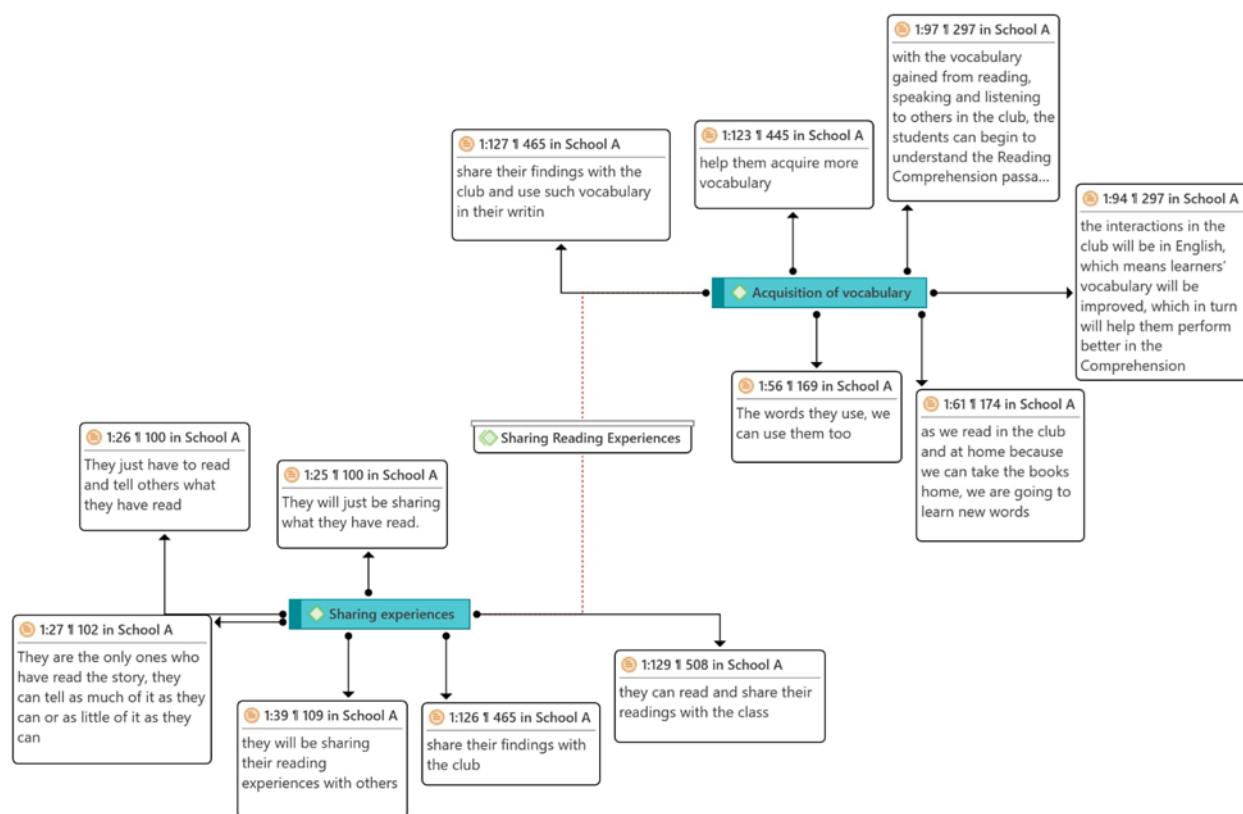 1:97 ¶ 297 in School A
with the vocabulary
gained from reading,
speaking and listening
to others in the club, the
students can begin to
understand the Reading
Comprehension passa...
1:123 ¶ 445 in School A
help them acquire more
vocabulary
1:127 ¶ 465 in School A
share their findings with the
club and use such vocabulary
in their writin
1:94 ¶ 297 in School A
the interactions in the
club will be in English,
which means learners’
vocabulary will be
improved, which in turn
will help them perform
better in the
Comprehension
Acquisition of vocabulary
1:56 ¶ 169 in School A
The words they use, we
can use them too
1:61 ¶ 174 in School A
as we read in the club
and at home because
we can take the books
home, we are going to
learn new words
Sharing Reading Experiences
1:26 ¶ 100 in School A
They just have to read
and tell others what
they have read
1:25 ¶ 100 in School A
They will just be sharing
what they have read.
Sharing experiences
1:27 ¶ 102 in School A
They are the only ones who
have read the story, they
can tell as much of it as they
can or as little of it as they
can
1:39 ¶ 109 in School A
they will be sharing
their reading
experiences with others
1:126 ¶ 465 in School A
share their findings with
the club
1:129 ¶ 508 in School A
they can read and share their
readings with the class